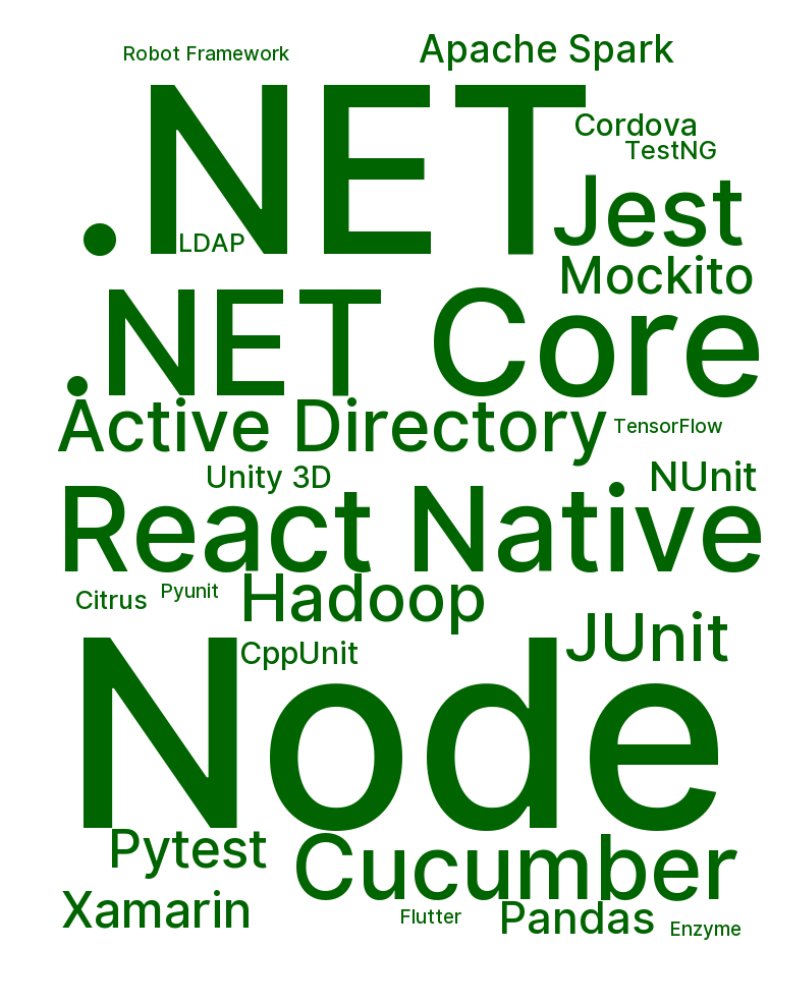 Robot Framework
Apache Spark
.NET
Cordova
TestNG
Jest
LDAP
Mockito
.NET Core
Active Directory
TensorFlow
Unity 3D
NUnit
React Native
Citrus
Pyunit
Hadoop
JUnit
CppUnit
Node
Pytest
Cucumber
Xamarin
Flutter
Pandas
Enzyme